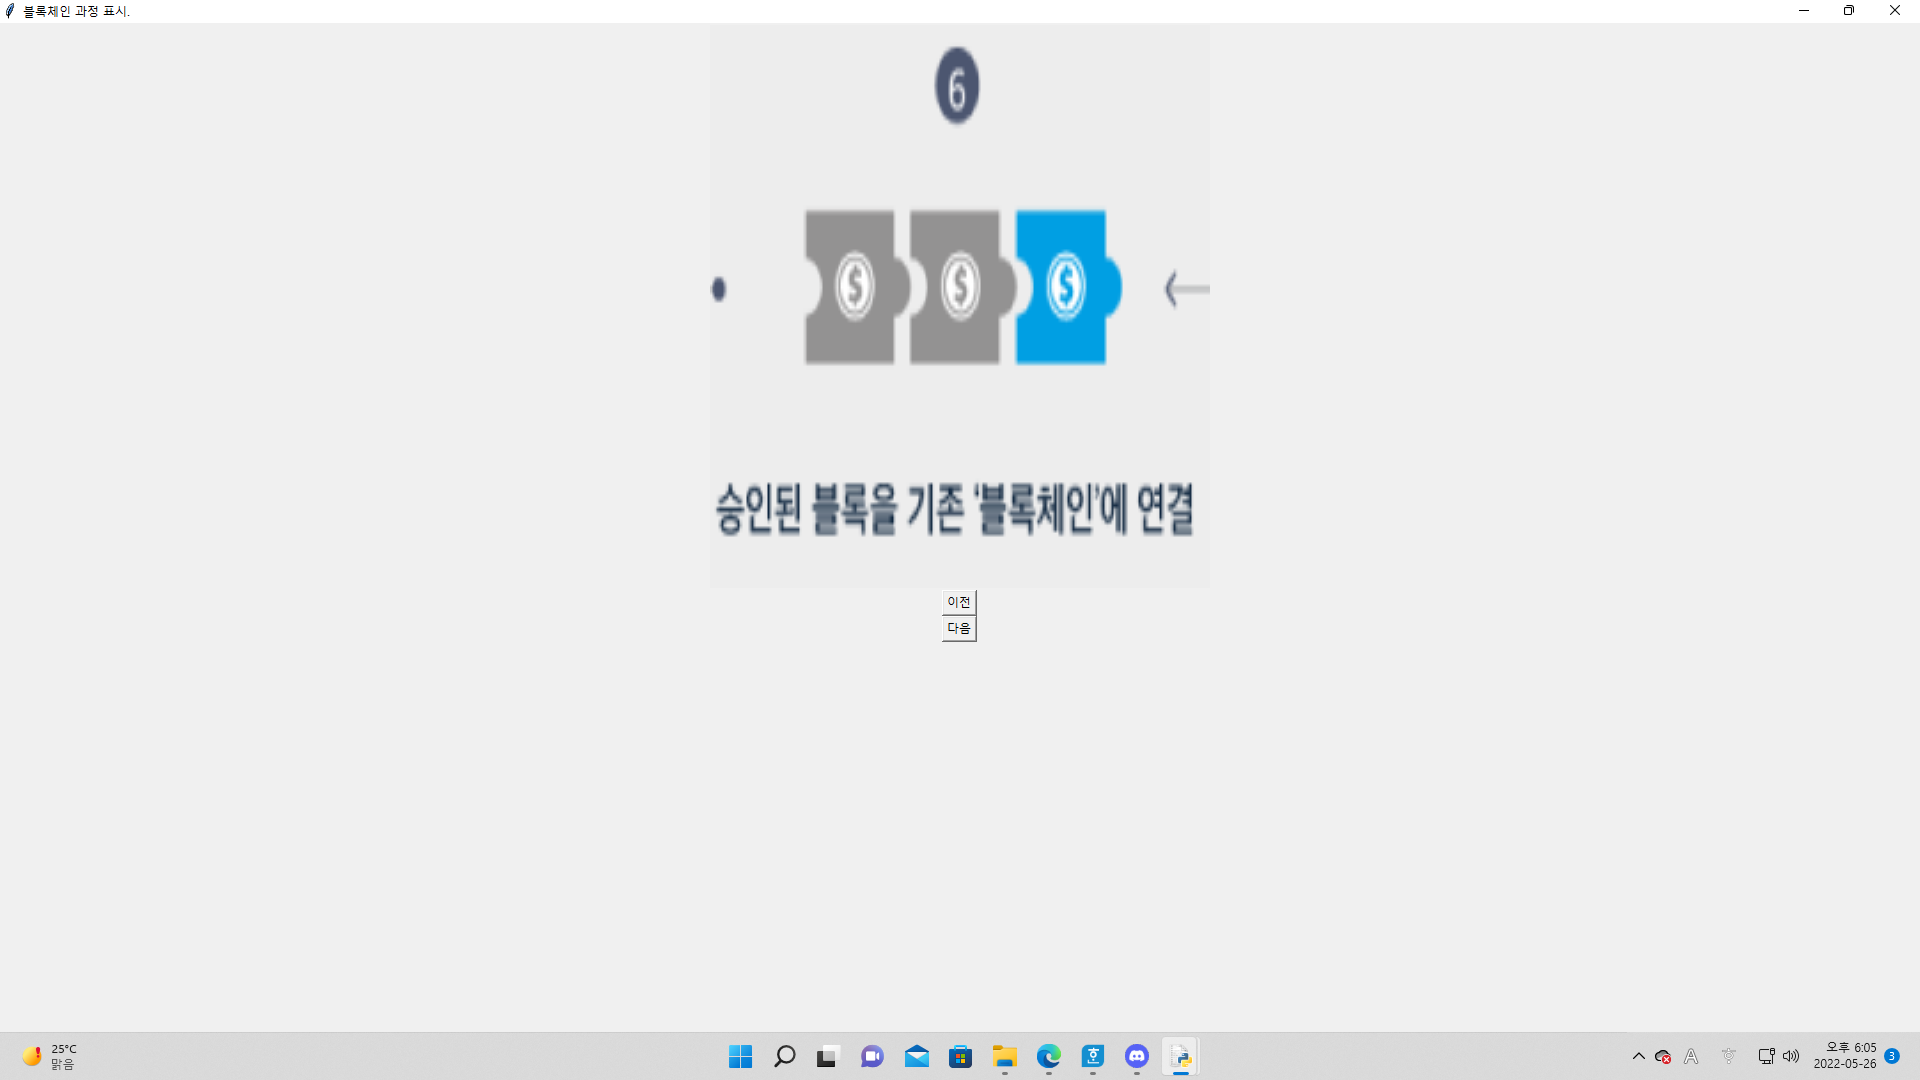 블록체인 과정 표시.
6
$ $ $
승인된 블록을 기존 ‘블록체인’에 연결
이전
다음
25°C
맑음
오후 6:05
2022-05-26
3